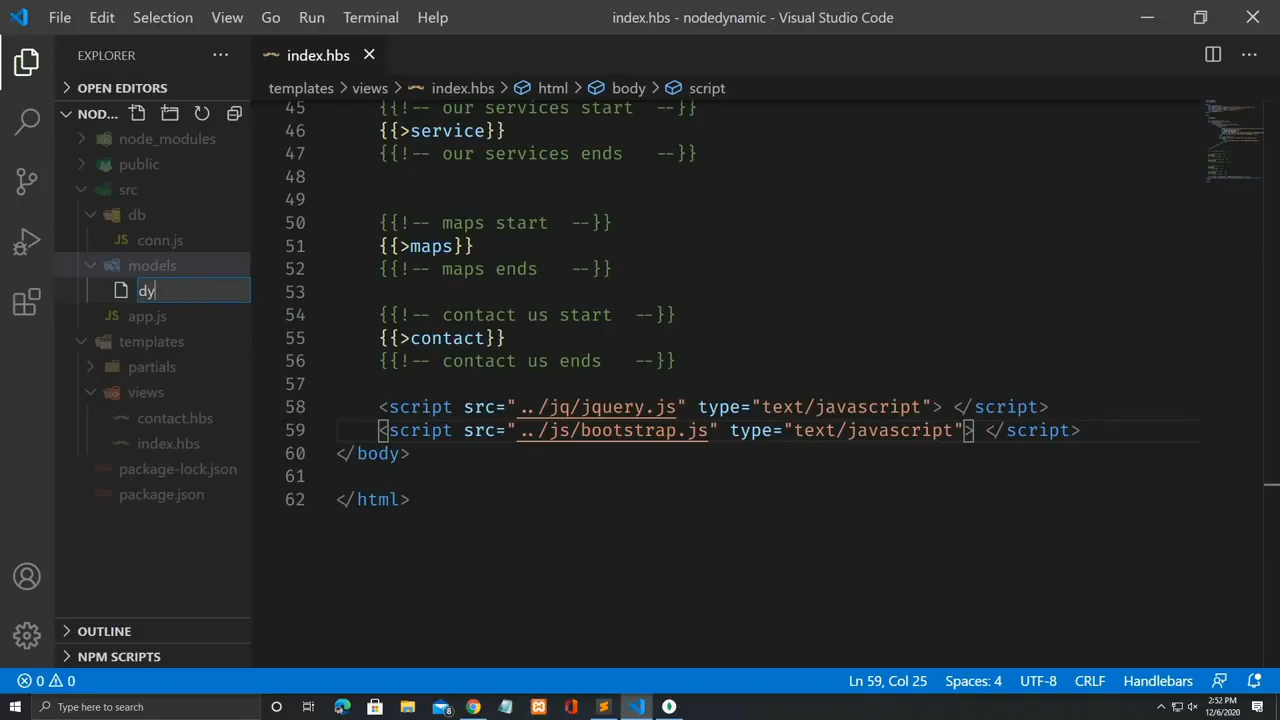 File Edit Selection View Go Run Terminal Help
index.hbs - nodedynamic - Visual Studio Code
EXPLORER
index.hbs
OPEN EDITORS
templates > views > index.hbs > html > body > script
NOD...
node_modules
public
src
db
JS conn.js
models
dy
JS app.js
templates
partials
views
contact.hbs
index.hbs
package-lock.json
package.json
OUTLINE
NPM SCRIPTS
45 {{!-- our services start --}}
46 {{>service}}
47 {{!-- our services ends --}}
48
49
50 {{!-- maps start --}}
51 {{>maps}}
52 {{!-- maps ends --}}
53
54 {{!-- contact us start --}}
55 {{>contact}}
56 {{!-- contact us ends --}}
57
58 <script src="../jq/jquery.js" type="text/javascript"> </script>
59 <script src="../js/bootstrap.js" type="text/javascript"> </script>
60 </body>
61
62 </html>
0 0
Ln 59, Col 25 Spaces: 4 UTF-8 CRLF Handlebars
Type here to search
2:52 PM
12/6/2020